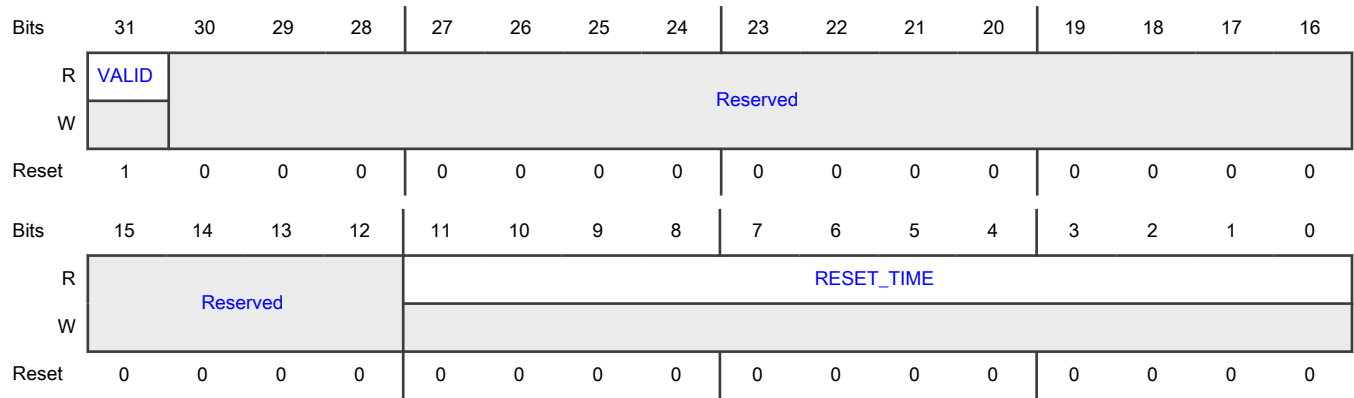 Bits 31 30 29 28 27 26 25 24 23 22 21 20 19 18 17 16
R VALID
Reserved
W
Reset 1 0 0 0 0 0 0 0 0 0 0 0 0 0 0 0
Bits 15 14 13 12 11 10 9 8 7 6 5 4 3 2 1 0
R RESET_TIME
Reserved
W
Reset 0 0 0 0 0 0 0 0 0 0 0 0 0 0 0 0